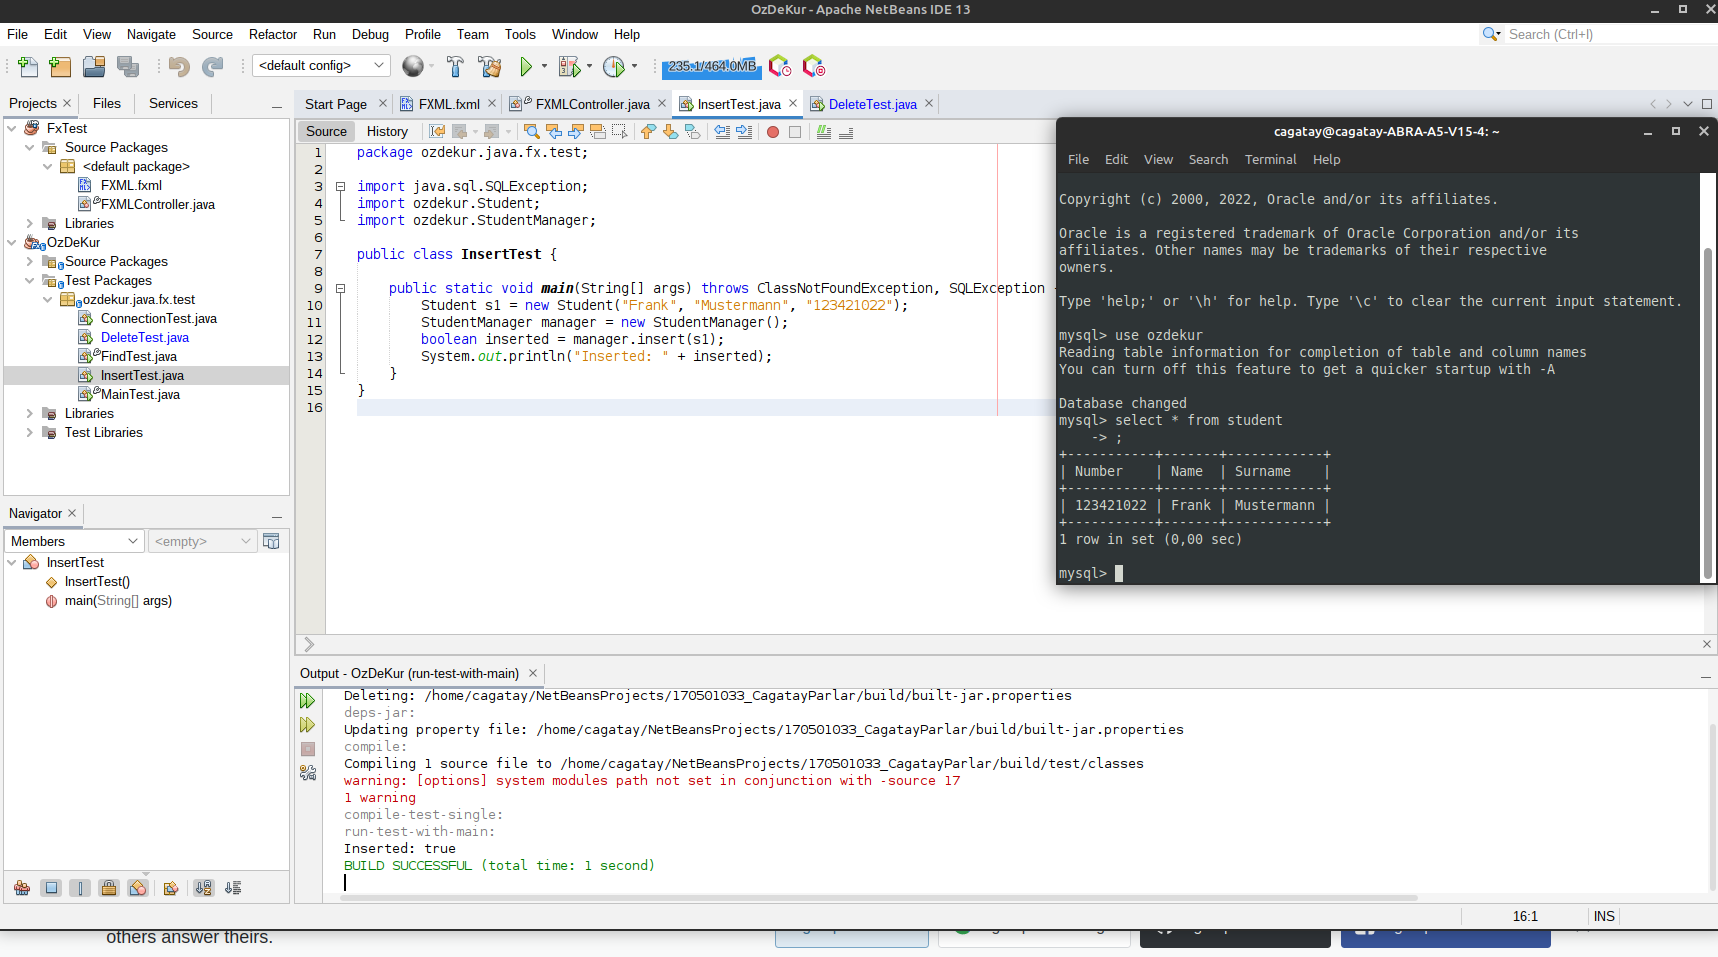 OzDeKur - Apache NetBeans IDE 13
File Edit View Navigate Source Refactor Run Debug Profile Team Tools Window Help
Search (Ctrl+I)
<default config>
235.1/464.0MB
Projects Files Services
FxTest
Source Packages
<default package>
FXML.fxml
FXMLController.java
Libraries
OzDeKur
Source Packages
Test Packages
ozdekur.java.fx.test
ConnectionTest.java
DeleteTest.java
FindTest.java
InsertTest.java
MainTest.java
Libraries
Test Libraries
Navigator
Members <empty>
InsertTest
InsertTest()
main(String[] args)
Start Page FXML.fxml FXMLController.java InsertTest.java DeleteTest.java
Source History
1 package ozdekur.java.fx.test;
2
3 import java.sql.SQLException;
4 import ozdekur.Student;
5 import ozdekur.StudentManager;
6
7 public class InsertTest {
8
9 public static void main(String[] args) throws ClassNotFoundException, SQLException
10 Student s1 = new Student("Frank", "Mustermann", "123421022");
11 StudentManager manager = new StudentManager();
12 boolean inserted = manager.insert(s1);
13 System.out.println("Inserted: " + inserted);
14 }
15 }
16
cagatay@cagatay-ABRA-A5-V15-4: ~
File Edit View Search Terminal Help
Copyright (c) 2000, 2022, Oracle and/or its affiliates.
Oracle is a registered trademark of Oracle Corporation and/or its
affiliates. Other names may be trademarks of their respective
owners.
Type 'help;' or '\h' for help. Type '\c' to clear the current input statement.
mysql> use ozdekur
Reading table information for completion of table and column names
You can turn off this feature to get a quicker startup with -A
Database changed
mysql> select * from student
-> ;
+-----------+-------+------------+
| Number    | Name  | Surname    |
+-----------+-------+------------+
| 123421022 | Frank | Mustermann |
+-----------+-------+------------+
1 row in set (0,00 sec)
mysql>
Output - OzDeKur (run-test-with-main)
Deleting: /home/cagatay/NetBeansProjects/170501033_CagatayParlar/build/built-jar.properties
deps-jar:
Updating property file: /home/cagatay/NetBeansProjects/170501033_CagatayParlar/build/built-jar.properties
compile:
Compiling 1 source file to /home/cagatay/NetBeansProjects/170501033_CagatayParlar/build/test/classes
warning: [options] system modules path not set in conjunction with -source 17
1 warning
compile-test-single:
run-test-with-main:
Inserted: true
BUILD SUCCESSFUL (total time: 1 second)
16:1 INS
others answer theirs.